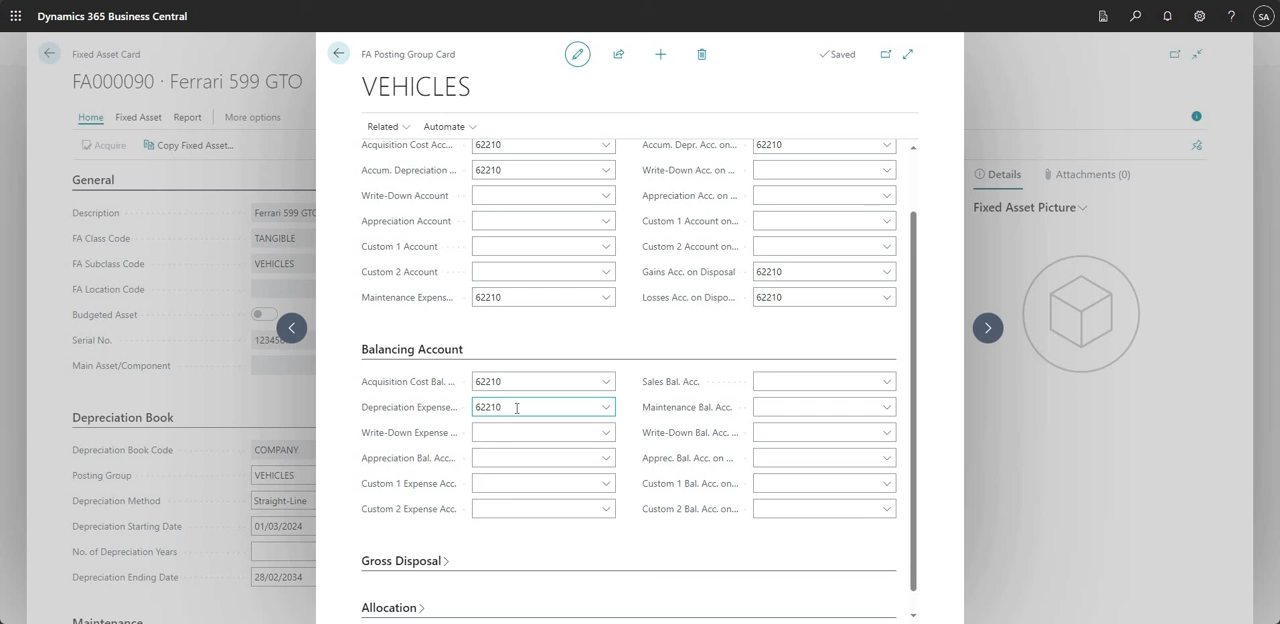 Dynamics 365 Business Central
SA
Fixed Asset Card
FA000090 · Ferrari 599 GTO
Home Fixed Asset Report More options
Acquire Copy Fixed Asset...
General
Description Ferrari 599 GTO
FA Class Code TANGIBLE
FA Subclass Code VEHICLES
FA Location Code
Budgeted Asset
Serial No.
Main Asset/Component
Depreciation Book
Depreciation Book Code COMPANY
Posting Group VEHICLES
Depreciation Method Straight-Line
Depreciation Starting Date 01/03/2024
No. of Depreciation Years
Depreciation Ending Date 28/02/2034
Maintenance
FA Posting Group Card
Saved
VEHICLES
Related Automate
Acquisition Cost Acc... 62210 Accum. Depr. Acc. on... 62210
Accum. Depreciation ... 62210 Write-Down Acc. on ...
Write-Down Account Appreciation Acc. on ...
Appreciation Account Custom 1 Account on...
Custom 1 Account Custom 2 Account on...
Custom 2 Account Gains Acc. on Disposal 62210
Maintenance Expens... 62210 Losses Acc. on Dispo... 62210
Balancing Account
Acquisition Cost Bal. ... 62210 Sales Bal. Acc.
Depreciation Expense... 62210 Maintenance Bal. Acc.
Write-Down Expense ... Write-Down Bal. Acc. ...
Appreciation Bal. Acc... Apprec. Bal. Acc. on ...
Custom 1 Expense Acc. Custom 1 Bal. Acc. on...
Custom 2 Expense Acc. Custom 2 Bal. Acc. on...
Gross Disposal
Allocation
Details Attachments (0)
Fixed Asset Picture